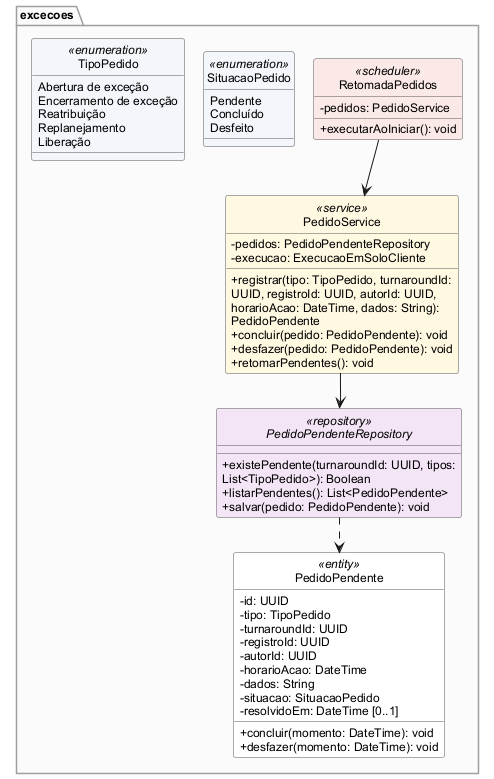 excecoes
«enumeration»
TipoPedido
Abertura de exceção
Encerramento de exceção
Reatribuição
Replanejamento
Liberação
«enumeration»
SituacaoPedido
Pendente
Concluído
Desfeito
«scheduler»
RetomadaPedidos
-pedidos: PedidoService
+executarAoIniciar(): void
«service»
PedidoService
-pedidos: PedidoPendenteRepository
-execucao: ExecucaoEmSoloCliente
+registrar(tipo: TipoPedido, turnaroundId:
UUID, registroId: UUID, autorId: UUID,
horarioAcao: DateTime, dados: String):
PedidoPendente
+concluir(pedido: PedidoPendente): void
+desfazer(pedido: PedidoPendente): void
+retomarPendentes(): void
«repository»
PedidoPendenteRepository
+existePendente(turnaroundId: UUID, tipos:
List<TipoPedido>): Boolean
+listarPendentes(): List<PedidoPendente>
+salvar(pedido: PedidoPendente): void
«entity»
PedidoPendente
-id: UUID
-tipo: TipoPedido
-turnaroundId: UUID
-registroId: UUID
-autorId: UUID
-horarioAcao: DateTime
-dados: String
-situacao: SituacaoPedido
-resolvidoEm: DateTime [0..1]
+concluir(momento: DateTime): void
+desfazer(momento: DateTime): void